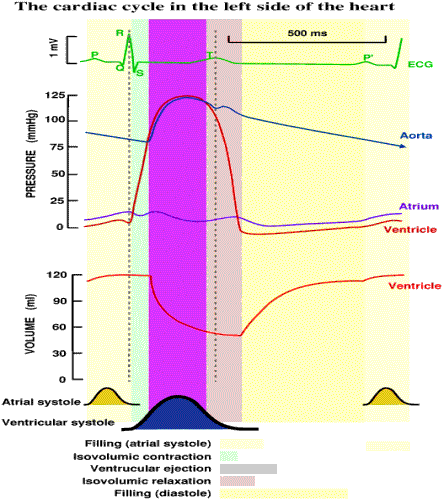 The cardiac cycle in the left side of the heart
500 ms
1 mV
R
P
Q
S
T
P'
ECG
125
100
75
50
25
0
PRESSURE (mmHg)
Aorta
Atrium
Ventricle
120
90
60
30
0
VOLUME (ml)
Ventricle
Atrial systole
Ventricular systole
Filling (atrial systole)
Isovolumic contraction
Ventrucular ejection
Isovolumic relaxation
Filling (diastole)